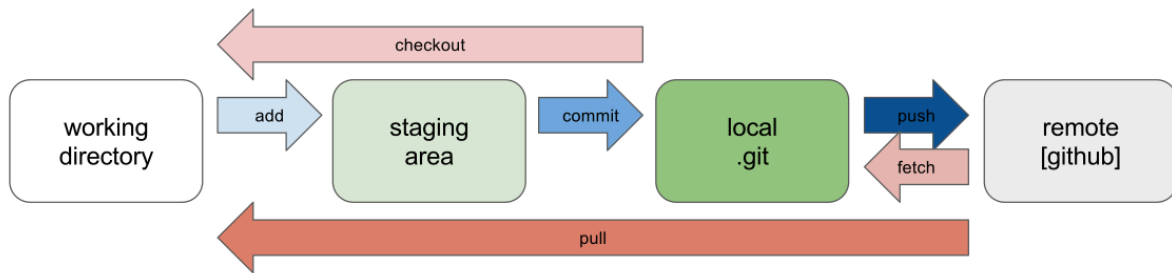 checkout
working
directory
add
staging
area
commit
local
.git
push
fetch
remote
[github]
pull